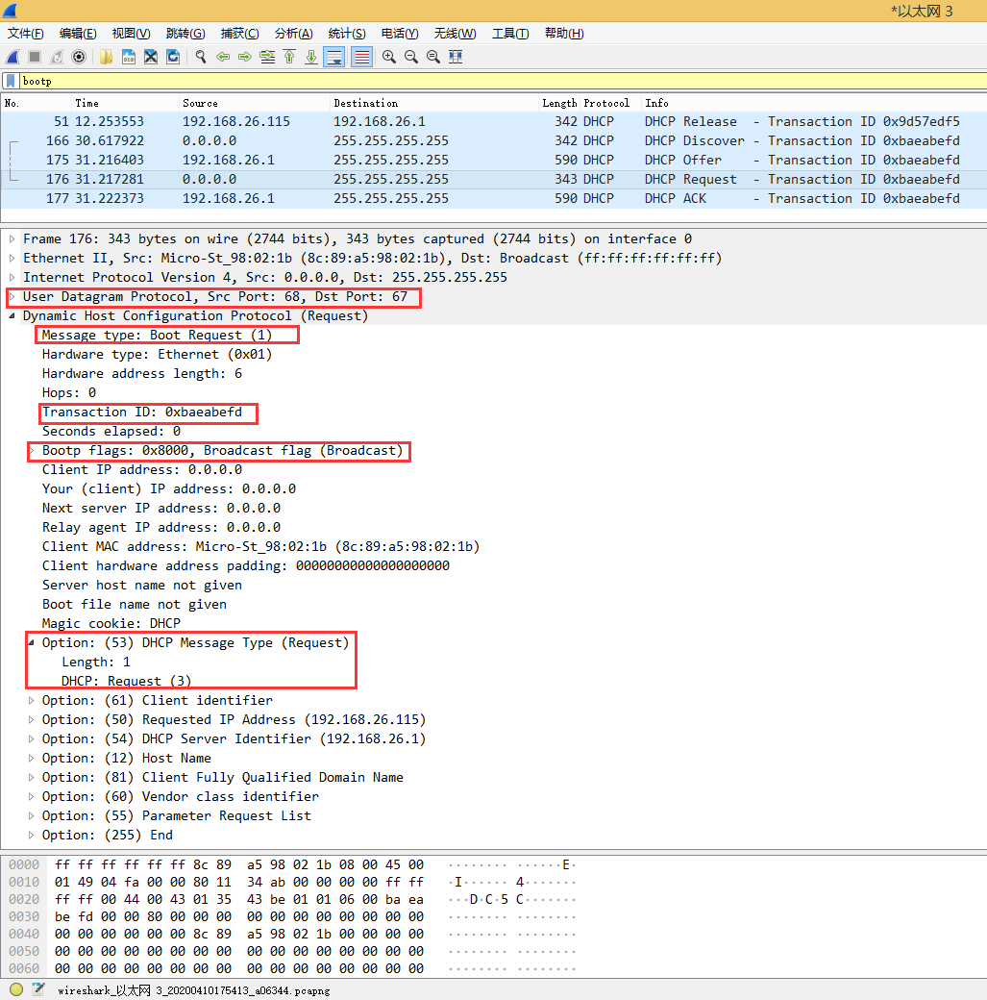 *以太网 3
文件(F) 编辑(E) 视图(V) 跳转(G) 捕获(C) 分析(A) 统计(S) 电话(Y) 无线(W) 工具(T) 帮助(H)
bootp
No. Time Source Destination Length Protocol Info
51 12.253553 192.168.26.115 192.168.26.1 342 DHCP DHCP Release - Transaction ID 0x9d57edf5
166 30.617922 0.0.0.0 255.255.255.255 342 DHCP DHCP Discover - Transaction ID 0xbaeabefd
175 31.216403 192.168.26.1 255.255.255.255 590 DHCP DHCP Offer - Transaction ID 0xbaeabefd
176 31.217281 0.0.0.0 255.255.255.255 343 DHCP DHCP Request - Transaction ID 0xbaeabefd
177 31.222373 192.168.26.1 255.255.255.255 590 DHCP DHCP ACK - Transaction ID 0xbaeabefd
Frame 176: 343 bytes on wire (2744 bits), 343 bytes captured (2744 bits) on interface 0
Ethernet II, Src: Micro-St_98:02:1b (8c:89:a5:98:02:1b), Dst: Broadcast (ff:ff:ff:ff:ff:ff)
Internet Protocol Version 4, Src: 0.0.0.0, Dst: 255.255.255.255
User Datagram Protocol, Src Port: 68, Dst Port: 67
Dynamic Host Configuration Protocol (Request)
Message type: Boot Request (1)
Hardware type: Ethernet (0x01)
Hardware address length: 6
Hops: 0
Transaction ID: 0xbaeabefd
Seconds elapsed: 0
Bootp flags: 0x8000, Broadcast flag (Broadcast)
Client IP address: 0.0.0.0
Your (client) IP address: 0.0.0.0
Next server IP address: 0.0.0.0
Relay agent IP address: 0.0.0.0
Client MAC address: Micro-St_98:02:1b (8c:89:a5:98:02:1b)
Client hardware address padding: 00000000000000000000
Server host name not given
Boot file name not given
Magic cookie: DHCP
Option: (53) DHCP Message Type (Request)
Length: 1
DHCP: Request (3)
Option: (61) Client identifier
Option: (50) Requested IP Address (192.168.26.115)
Option: (54) DHCP Server Identifier (192.168.26.1)
Option: (12) Host Name
Option: (81) Client Fully Qualified Domain Name
Option: (60) Vendor class identifier
Option: (55) Parameter Request List
Option: (255) End
0000 ff ff ff ff ff ff 8c 89 a5 98 02 1b 08 00 45 00 ········ ······E·
0010 01 49 04 fa 00 00 80 11 34 ab 00 00 00 00 ff ff ·I······ 4·······
0020 ff ff 00 44 00 43 01 35 43 be 01 01 06 00 ba ea ···D·C·5 C·······
0030 be fd 00 00 80 00 00 00 00 00 00 00 00 00 00 00 ········ ········
0040 00 00 00 00 00 00 8c 89 a5 98 02 1b 00 00 00 00 ········ ········
0050 00 00 00 00 00 00 00 00 00 00 00 00 00 00 00 00 ········ ········
0060 00 00 00 00 00 00 00 00 00 00 00 00 00 00 00 00 ········ ········
wireshark_以太网 3_20200410175413_a06344.pcapng